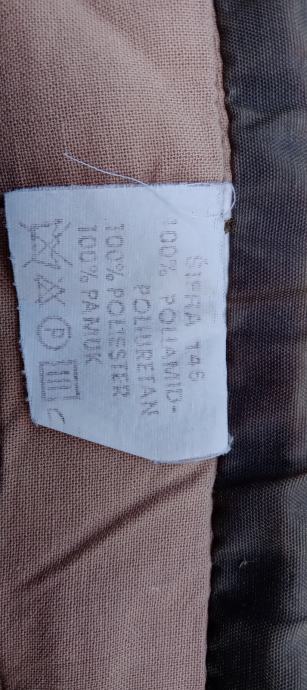 ŠIFRA 146
100% POLIAMID-
POLIURETAN
100% POLIESTER
100% PAMUK
P